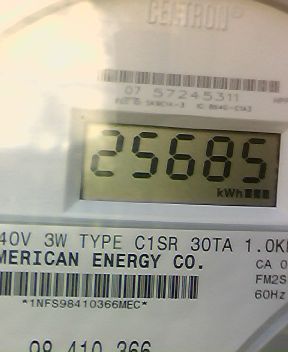 CENTRON®
07 57245311
25685
kWh
40V 3W TYPE C1SR 30TA 1.0K
MERICAN ENERGY CO.
CA 0
FM2S
60Hz
*1NFS98410366MEC*
98 410 366